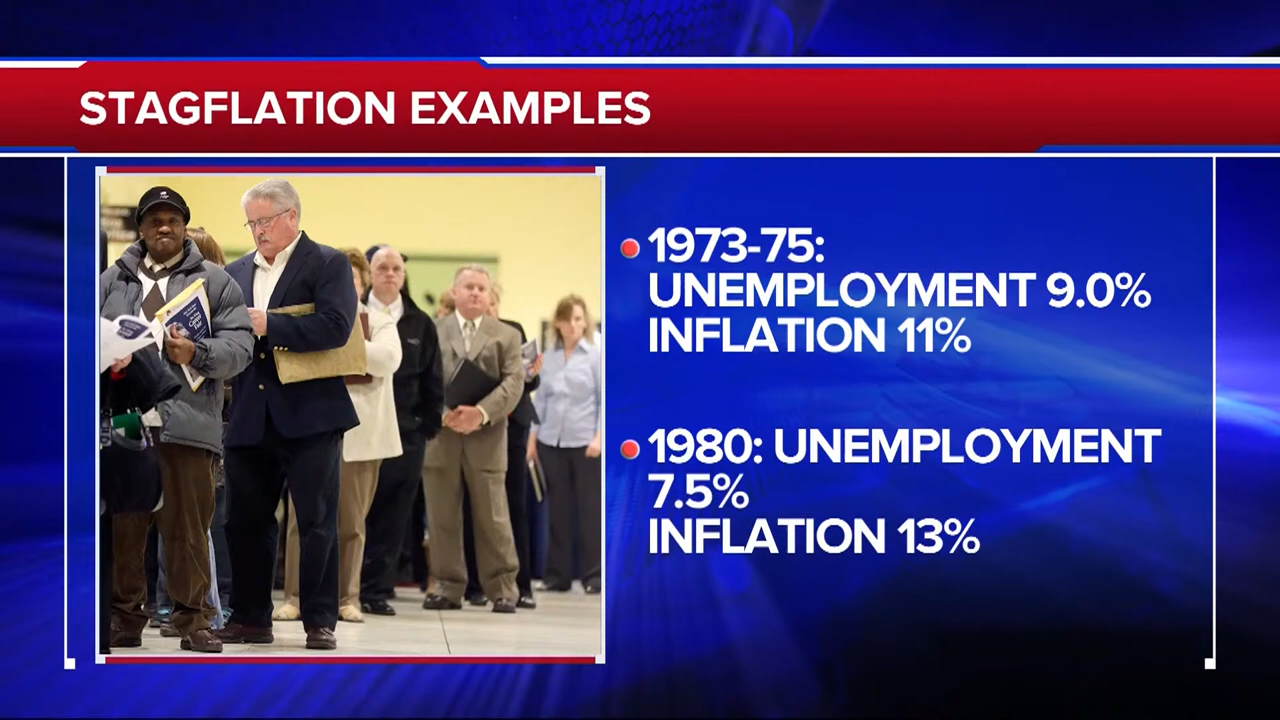 STAGFLATION EXAMPLES
1973-75:
UNEMPLOYMENT 9.0%
INFLATION 11%
1980: UNEMPLOYMENT
7.5%
INFLATION 13%